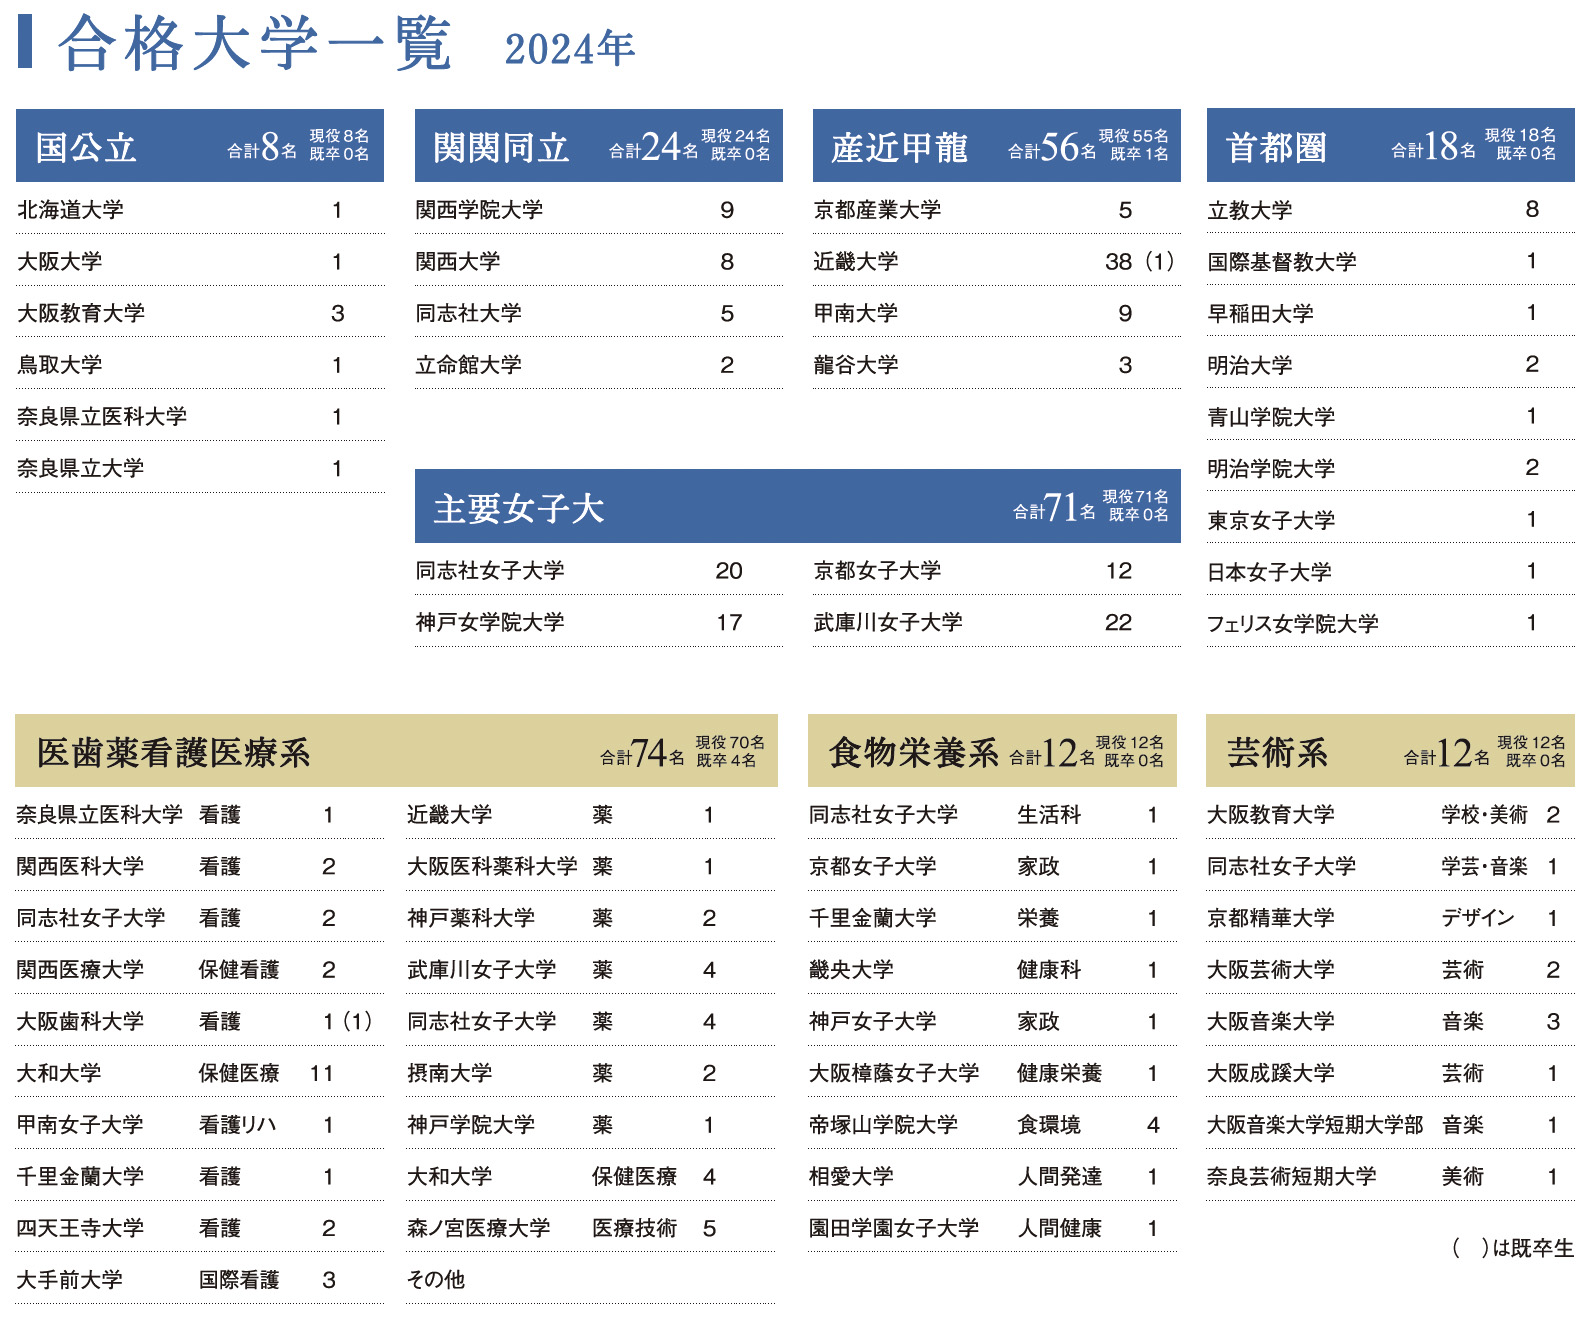 合格大学一覧 2024年
国公立 合計8名 現役8名 既卒0名
北海道大学 1
大阪大学 1
大阪教育大学 3
鳥取大学 1
奈良県立医科大学 1
奈良県立大学 1
関関同立 合計24名 現役24名 既卒0名
関西学院大学 9
関西大学 8
同志社大学 5
立命館大学 2
産近甲龍 合計56名 現役55名 既卒1名
京都産業大学 5
近畿大学 38 (1)
甲南大学 9
龍谷大学 3
主要女子大 合計71名 現役71名 既卒0名
同志社女子大学 20
神戸女学院大学 17
京都女子大学 12
武庫川女子大学 22
首都圏 合計18名 現役18名 既卒0名
立教大学 8
国際基督教大学 1
早稲田大学 1
明治大学 2
青山学院大学 1
明治学院大学 2
東京女子大学 1
日本女子大学 1
フェリス女学院大学 1
医歯薬看護医療系 合計74名 現役70名 既卒4名
奈良県立医科大学 看護 1
関西医科大学 看護 2
同志社女子大学 看護 2
関西医療大学 保健看護 2
大阪歯科大学 看護 1 (1)
大和大学 保健医療 11
甲南女子大学 看護リハ 1
千里金蘭大学 看護 1
四天王寺大学 看護 2
大手前大学 国際看護 3
近畿大学 薬 1
大阪医科薬科大学 薬 1
神戸薬科大学 薬 2
武庫川女子大学 薬 4
同志社女子大学 薬 4
摂南大学 薬 2
神戸学院大学 薬 1
大和大学 保健医療 4
森ノ宮医療大学 医療技術 5
その他
食物栄養系 合計12名 現役12名 既卒0名
同志社女子大学 生活科 1
京都女子大学 家政 1
千里金蘭大学 栄養 1
畿央大学 健康科 1
神戸女子大学 家政 1
大阪樟蔭女子大学 健康栄養 1
帝塚山学院大学 食環境 4
相愛大学 人間発達 1
園田学園女子大学 人間健康 1
芸術系 合計12名 現役12名 既卒0名
大阪教育大学 学校・美術 2
同志社女子大学 学芸・音楽 1
京都精華大学 デザイン 1
大阪芸術大学 芸術 2
大阪音楽大学 音楽 3
大阪成蹊大学 芸術 1
大阪音楽大学短期大学部 音楽 1
奈良芸術短期大学 美術 1
(　)は既卒生